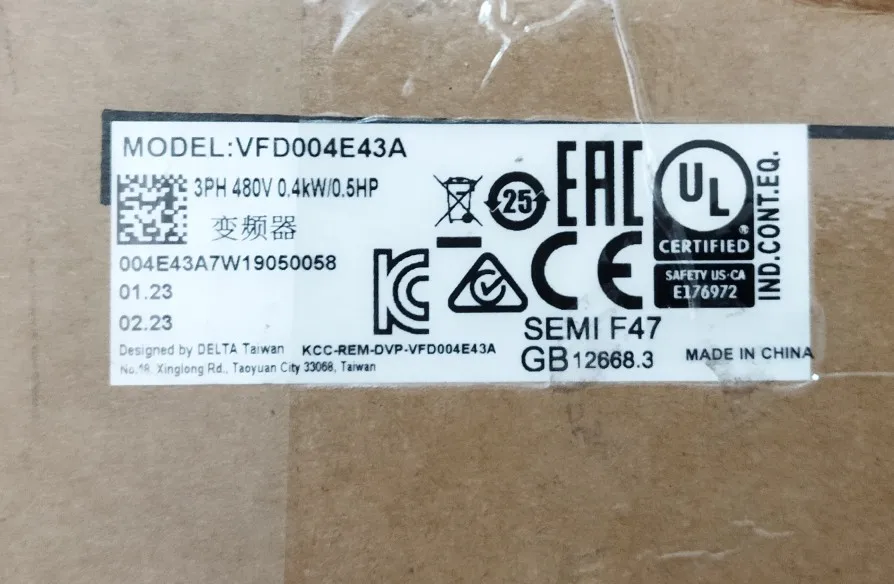 MODEL:VFD004E43A
3PH 480V 0.4kW/0.5HP
变频器
004E43A7W19050058
01.23
02.23
Designed by DELTA Taiwan
No.18, Xinglong Rd., Taoyuan City 33068, Taiwan
KCC-REM-DVP-VFD004E43A
25
EAC
KC
CE
SEMI F47
GB12668.3
UL
®
CERTIFIED
SAFETY US·CA
E176972
IND.CONT.EQ.
MADE IN CHINA